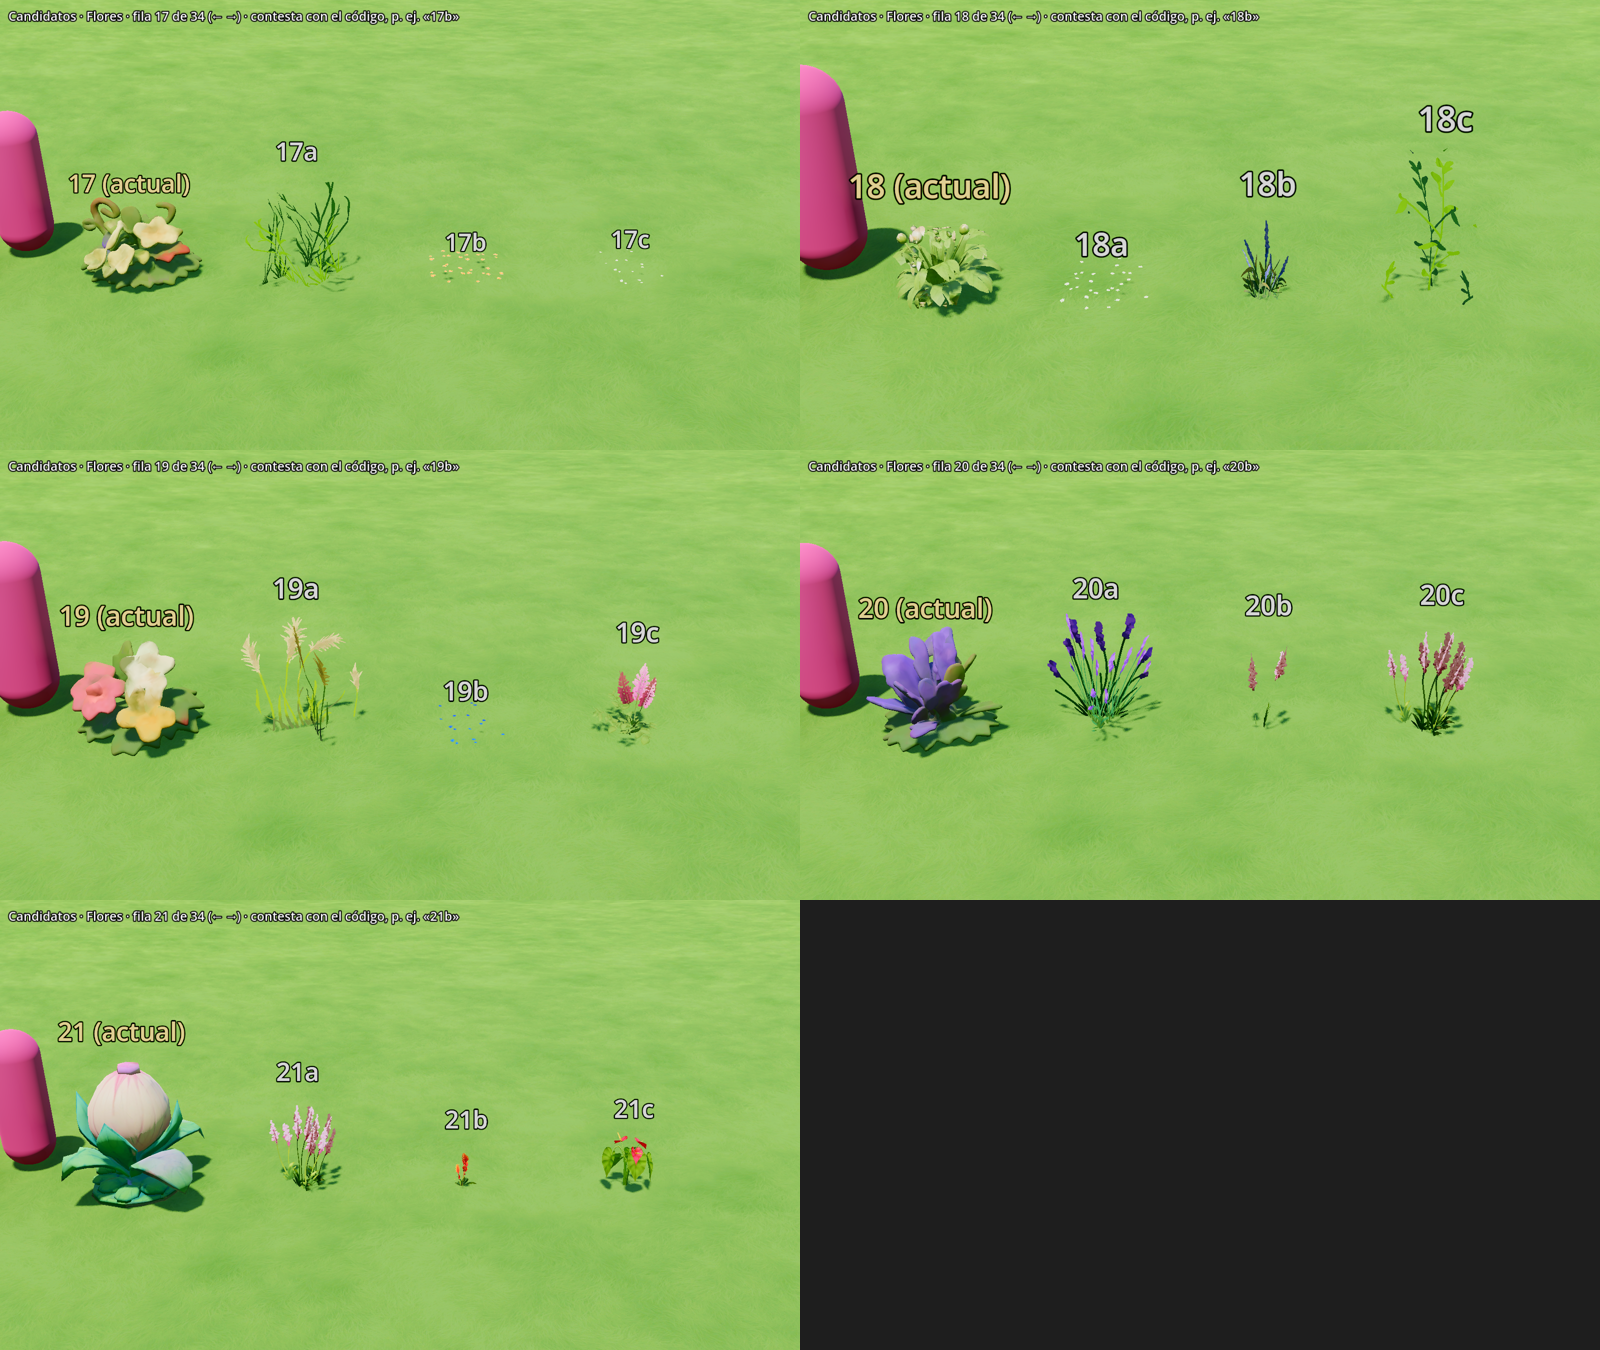 Candidatos · Flores · fila 17 de 34 (← →) · contesta con el código, p. ej. «17b»
17 (actual)
17a
17b
17c
Candidatos · Flores · fila 18 de 34 (← →) · contesta con el código, p. ej. «18b»
18 (actual)
18a
18b
18c
Candidatos · Flores · fila 19 de 34 (← →) · contesta con el código, p. ej. «19b»
19 (actual)
19a
19b
19c
Candidatos · Flores · fila 20 de 34 (← →) · contesta con el código, p. ej. «20b»
20 (actual)
20a
20b
20c
Candidatos · Flores · fila 21 de 34 (← →) · contesta con el código, p. ej. «21b»
21 (actual)
21a
21b
21c